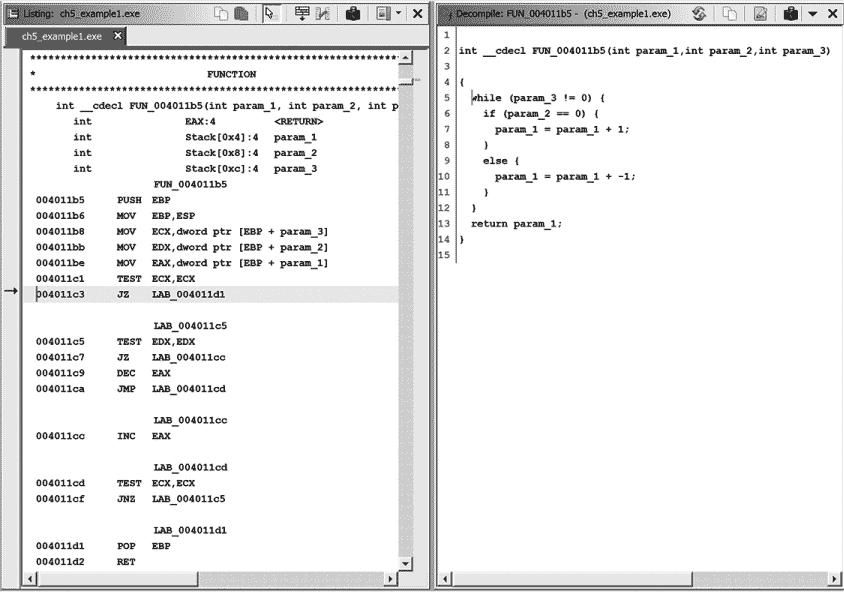 Listing: ch5_example1.exe
ch5_example1.exe
*
FUNCTION
int __cdecl FUN_004011b5(int param_1, int param_2, int p
int EAX:4 <RETURN>
int Stack[0x4]:4 param_1
int Stack[0x8]:4 param_2
int Stack[0xc]:4 param_3
FUN_004011b5
004011b5 PUSH EBP
004011b6 MOV EBP,ESP
004011b8 MOV ECX,dword ptr [EBP + param_3]
004011bb MOV EDX,dword ptr [EBP + param_2]
004011be MOV EAX,dword ptr [EBP + param_1]
004011c1 TEST ECX,ECX
004011c3 JZ LAB_004011d1
LAB_004011c5
004011c5 TEST EDX,EDX
004011c7 JZ LAB_004011cc
004011c9 DEC EAX
004011ca JMP LAB_004011cd
LAB_004011cc
004011cc INC EAX
LAB_004011cd
004011cd TEST ECX,ECX
004011cf JNZ LAB_004011c5
LAB_004011d1
004011d1 POP EBP
004011d2 RET
Decompile: FUN_004011b5 - (ch5_example1.exe)
1
2 int __cdecl FUN_004011b5(int param_1,int param_2,int param_3)
3
4 {
5 while (param_3 != 0) {
6 if (param_2 == 0) {
7 param_1 = param_1 + 1;
8 }
9 else {
10 param_1 = param_1 + -1;
11 }
12 }
13 return param_1;
14 }
15